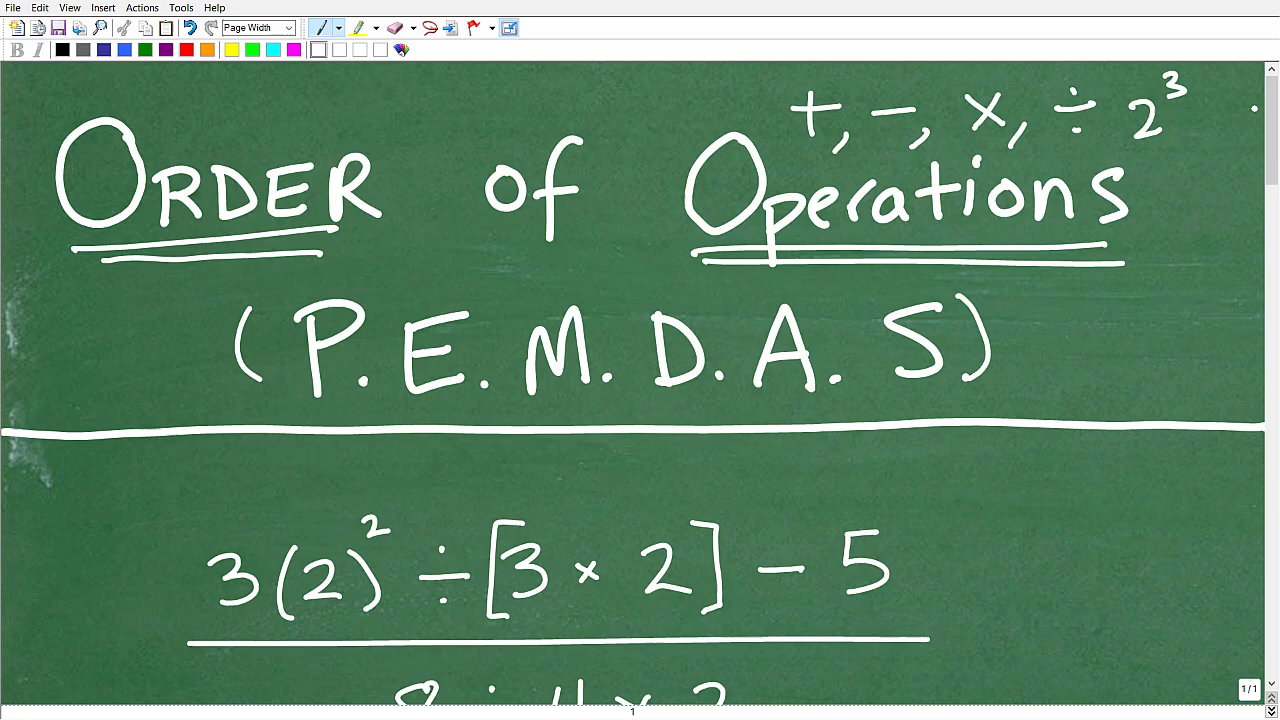 File Edit View Insert Actions Tools Help
Page Width
B I
+, -, x, ÷ 2³
ORDER of Operations
(P.E.M.D.A.S)
3(2)² ÷ [3 × 2] - 5
1/1
1